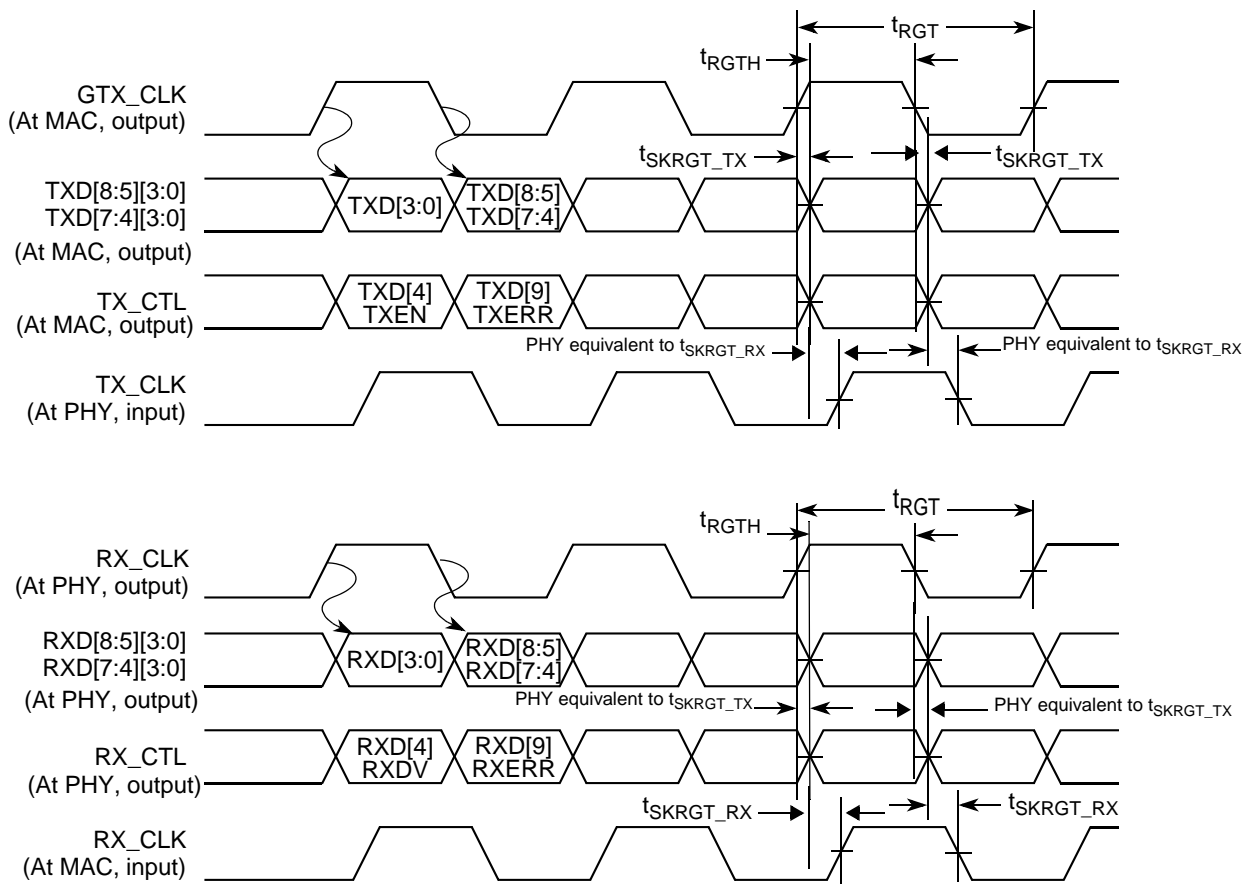 tRGT
tRGTH
GTX_CLK
(At MAC, output)
tSKRGT_TX
tSKRGT_TX
TXD[8:5][3:0]
TXD[7:4][3:0]
(At MAC, output)
TXD[3:0]
TXD[8:5]
TXD[7:4]
TX_CTL
(At MAC, output)
TXD[4]
TXEN
TXD[9]
TXERR
PHY equivalent to tSKRGT_RX
PHY equivalent to tSKRGT_RX
TX_CLK
(At PHY, input)
tRGT
tRGTH
RX_CLK
(At PHY, output)
RXD[8:5][3:0]
RXD[7:4][3:0]
(At PHY, output)
RXD[3:0]
RXD[8:5]
RXD[7:4]
PHY equivalent to tSKRGT_TX
PHY equivalent to tSKRGT_TX
RX_CTL
(At PHY, output)
RXD[4]
RXDV
RXD[9]
RXERR
tSKRGT_RX
tSKRGT_RX
RX_CLK
(At MAC, input)